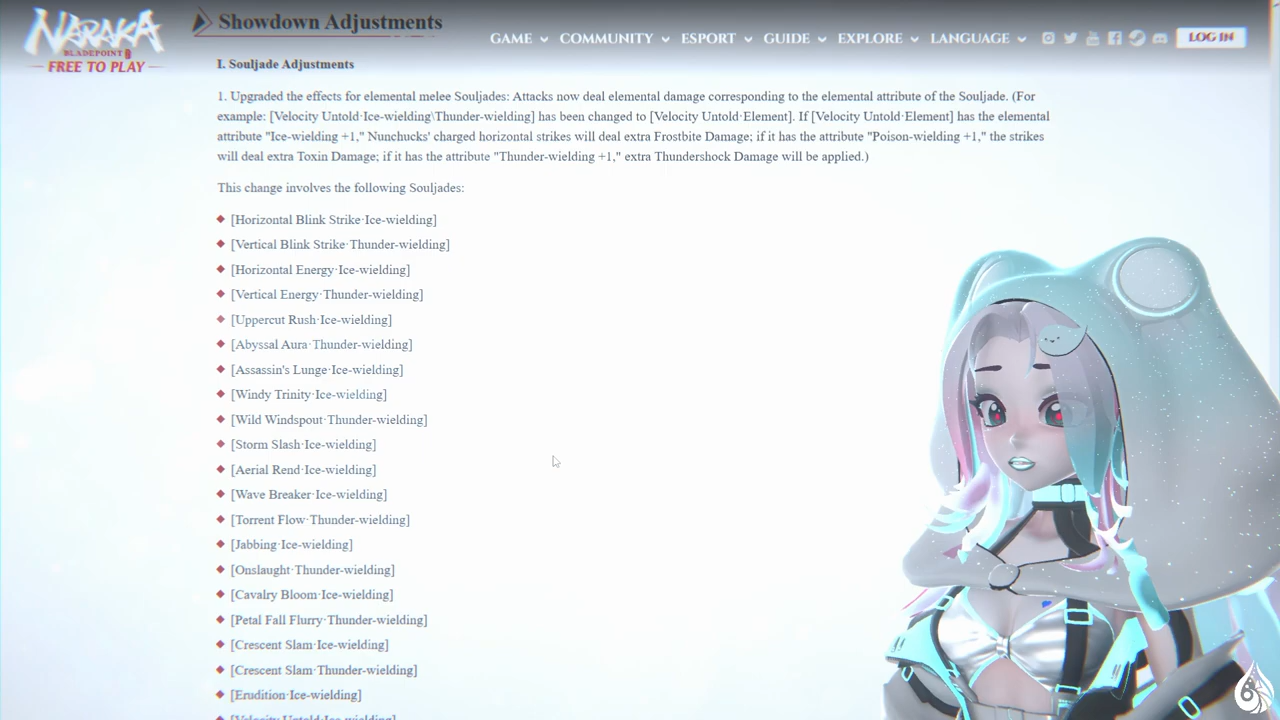 NARAKA
BLADEPOINT
FREE TO PLAY
Showdown Adjustments
GAME
COMMUNITY
ESPORT
GUIDE
EXPLORE
LANGUAGE
LOG IN
I. Souljade Adjustments
1. Upgraded the effects for elemental melee Souljades: Attacks now deal elemental damage corresponding to the elemental attribute of the Souljade. (For
example: [Velocity Untold·Ice-wielding\Thunder-wielding] has been changed to [Velocity Untold·Element]. If [Velocity Untold·Element] has the elemental
attribute "Ice-wielding +1," Nunchucks' charged horizontal strikes will deal extra Frostbite Damage; if it has the attribute "Poison-wielding +1," the strikes
will deal extra Toxin Damage; if it has the attribute "Thunder-wielding +1," extra Thundershock Damage will be applied.)
This change involves the following Souljades:
[Horizontal Blink Strike·Ice-wielding]
[Vertical Blink Strike·Thunder-wielding]
[Horizontal Energy·Ice-wielding]
[Vertical Energy·Thunder-wielding]
[Uppercut Rush·Ice-wielding]
[Abyssal Aura·Thunder-wielding]
[Assassin's Lunge·Ice-wielding]
[Windy Trinity·Ice-wielding]
[Wild Windspout·Thunder-wielding]
[Storm Slash·Ice-wielding]
[Aerial Rend·Ice-wielding]
[Wave Breaker·Ice-wielding]
[Torrent Flow·Thunder-wielding]
[Jabbing·Ice-wielding]
[Onslaught·Thunder-wielding]
[Cavalry Bloom·Ice-wielding]
[Petal Fall Flurry·Thunder-wielding]
[Crescent Slam·Ice-wielding]
[Crescent Slam·Thunder-wielding]
[Erudition·Ice-wielding]
[Velocity Untold·Ice-wielding]
6